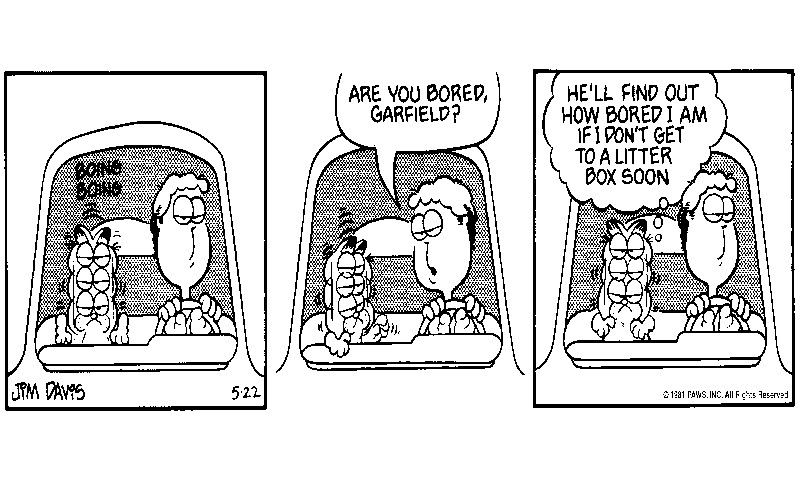 BOING
BOING
JIM DAVIS
5-22
ARE YOU BORED,
GARFIELD?
HE'LL FIND OUT
HOW BORED I AM
IF I DON'T GET
TO A LITTER
BOX SOON
© 1981 PAWS, INC. All Rights Reserved